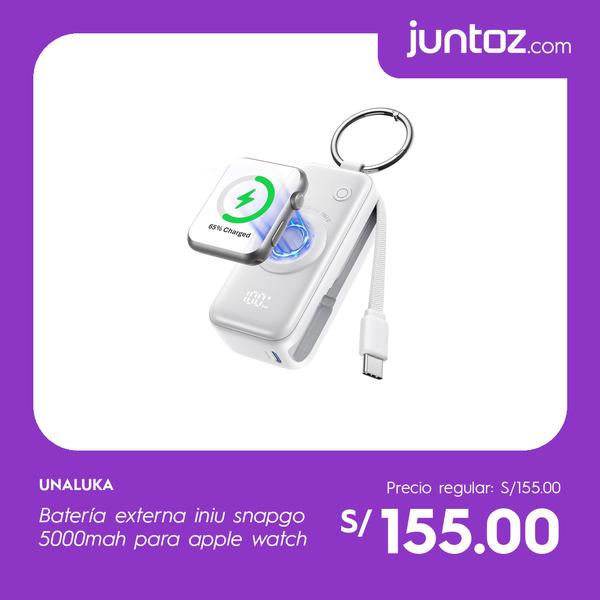 juntoz.com
65% Charged
100%
UNALUKA
Batería externa iniu snapgo
5000mah para apple watch
Precio regular: S/155.00
S/155.00